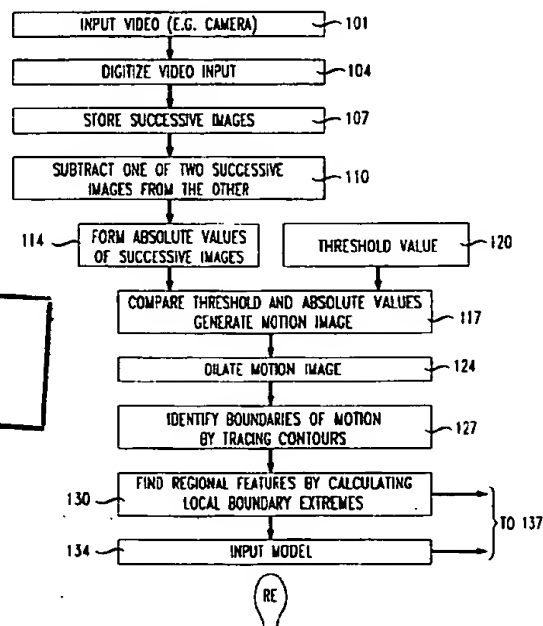 INPUT VIDEO (E.G. CAMERA)
101
DIGITIZE VIDEO INPUT
104
STORE SUCCESSIVE IMAGES
107
SUBTRACT ONE OF TWO SUCCESSIVE
IMAGES FROM THE OTHER
110
114
FORM ABSOLUTE VALUES
OF SUCCESSIVE IMAGES
THRESHOLD VALUE
120
COMPARE THRESHOLD AND ABSOLUTE VALUES
GENERATE MOTION IMAGE
117
DILATE MOTION IMAGE
124
IDENTIFY BOUNDARIES OF MOTION
BY TRACING CONTOURS
127
130
FIND REGIONAL FEATURES BY CALCULATING
LOCAL BOUNDARY EXTREMES
TO 137
134
INPUT MODEL
RE